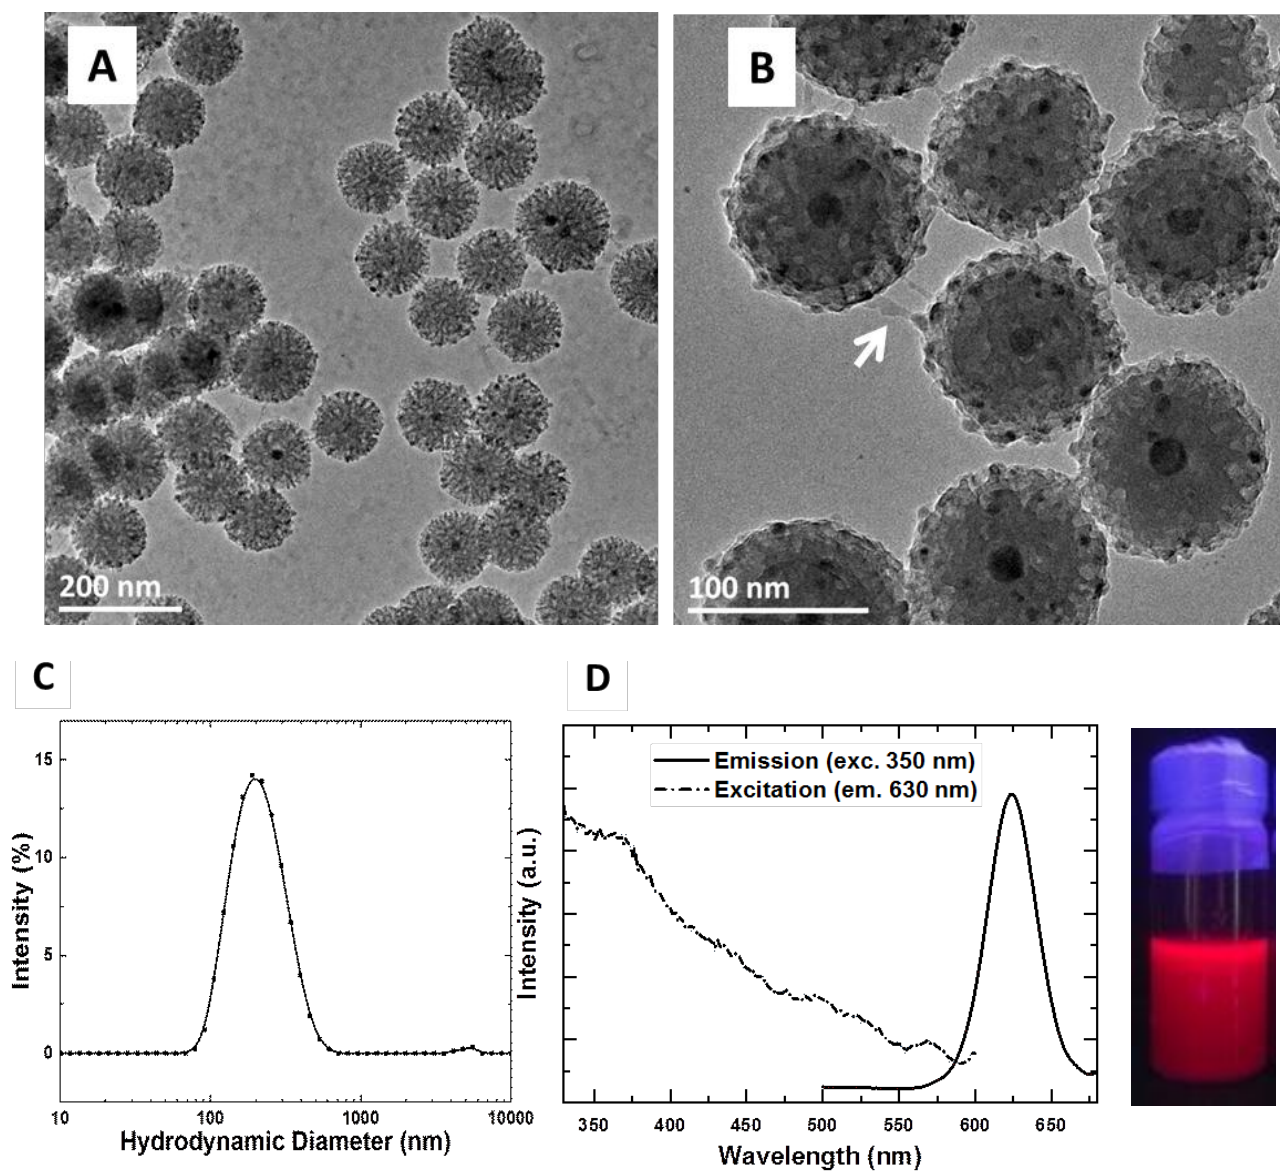 A
B
200 nm
100 nm
C
D
Intensity (%)
15
10
5
0
10
100
1000
10000
Hydrodynamic Diameter (nm)
Intensity (a.u.)
Emission (exc. 350 nm)
Excitation (em. 630 nm)
350
400
450
500
550
600
650
Wavelength (nm)